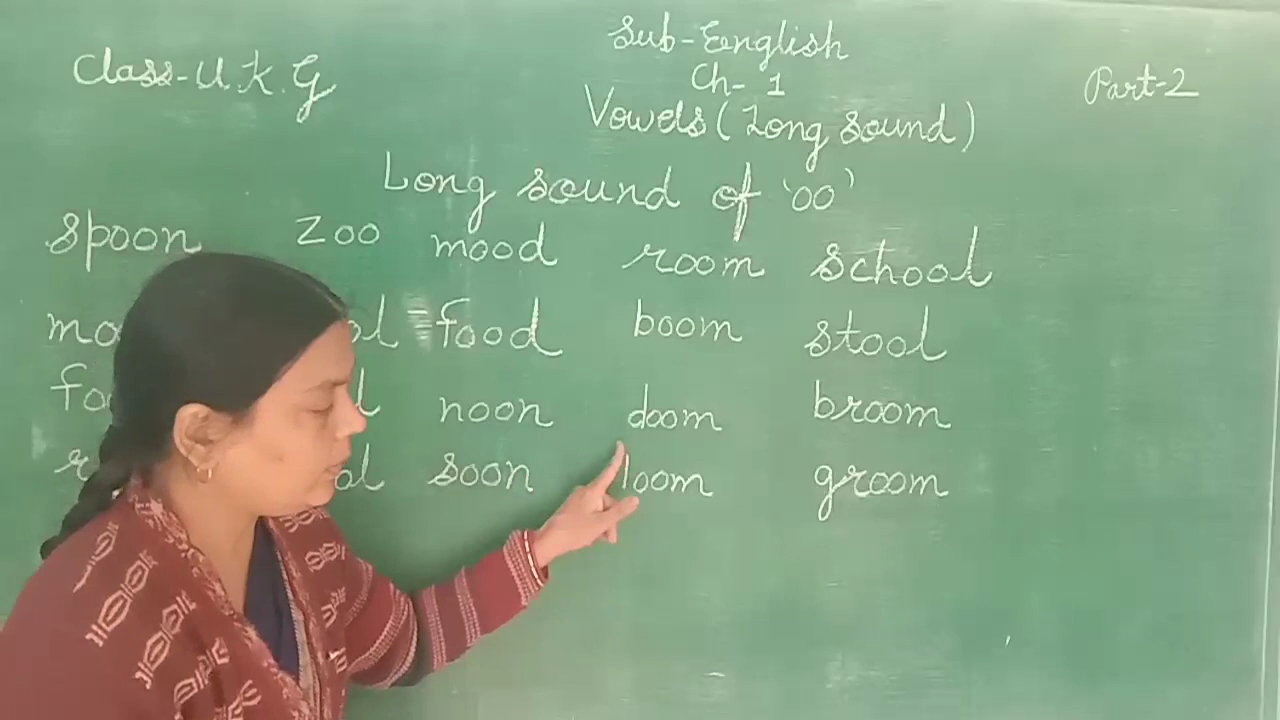 Sub-English
Class-U.K.G
Ch-1
Part-2
Vowels (Long sound)
Long sound of 'oo'
spoon zoo mood room school
food boom stool
noon doom broom
soon loom groom